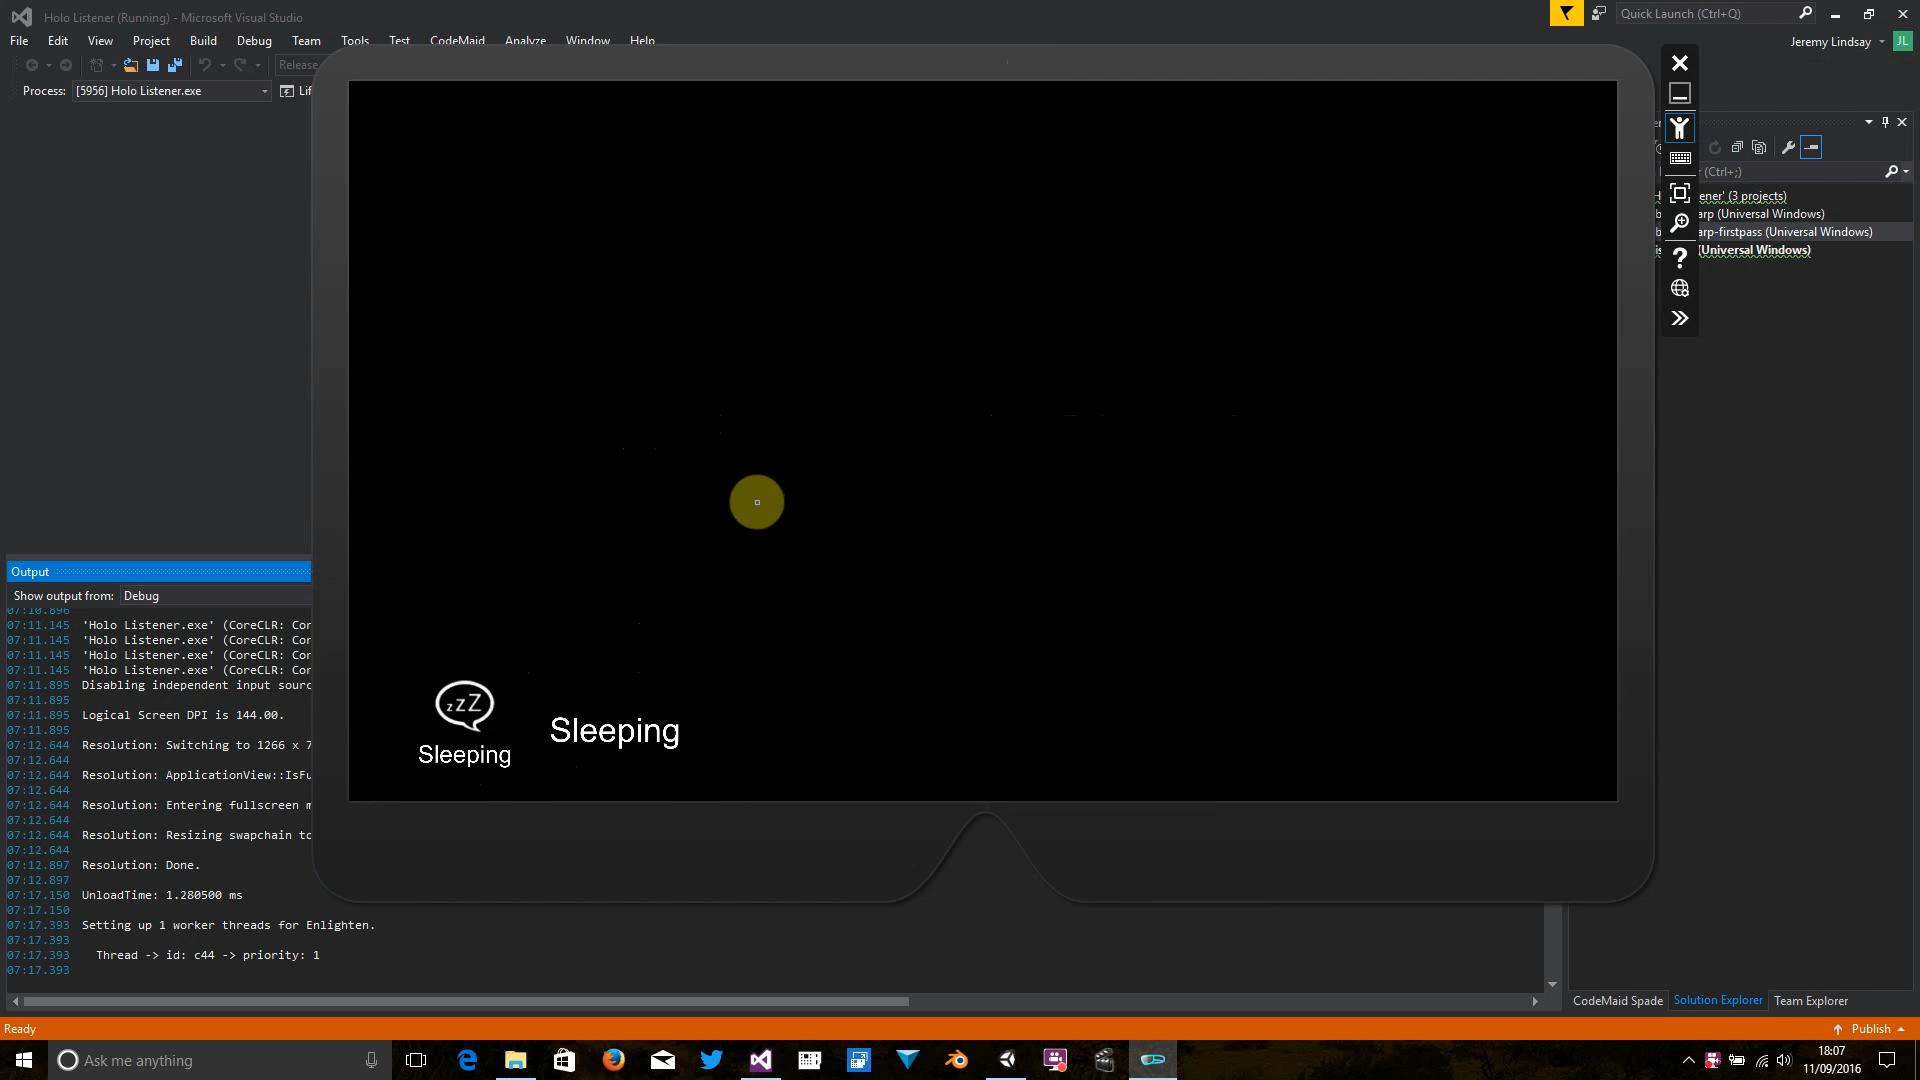 Holo Listener (Running) - Microsoft Visual Studio
Quick Launch (Ctrl+Q)
File Edit View Project Build Debug Team Tools Test CodeMaid Analyze Window Help
Jeremy Lindsay JL
Release
Process: [5956] Holo Listener.exe Lif
(Ctrl+;)
ener' (3 projects)
arp (Universal Windows)
arp-firstpass (Universal Windows)
(Universal Windows)
zzZ
Sleeping
Sleeping
Output
Show output from: Debug
07:10.896
07:11.145 'Holo Listener.exe' (CoreCLR: Cor
07:11.145 'Holo Listener.exe' (CoreCLR: Cor
07:11.145 'Holo Listener.exe' (CoreCLR: Cor
07:11.145 'Holo Listener.exe' (CoreCLR: Cor
07:11.895 Disabling independent input sourc
07:11.895
07:11.895 Logical Screen DPI is 144.00.
07:11.895
07:12.644 Resolution: Switching to 1266 x 7
07:12.644
07:12.644 Resolution: ApplicationView::IsFu
07:12.644
07:12.644 Resolution: Entering fullscreen m
07:12.644
07:12.644 Resolution: Resizing swapchain to
07:12.644
07:12.897 Resolution: Done.
07:12.897
07:17.150 UnloadTime: 1.280500 ms
07:17.150
07:17.393 Setting up 1 worker threads for Enlighten.
07:17.393
07:17.393 Thread -> id: c44 -> priority: 1
07:17.393
CodeMaid Spade Solution Explorer Team Explorer
Ready
Publish
Ask me anything
18:07
11/09/2016